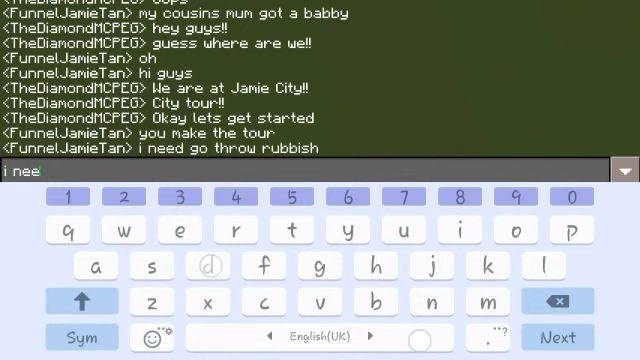 <FunnelJamieTan> my cousins mum got a babby
<TheDiamondMCPEG> hey guys!!
<TheDiamondMCPEG> guess where are we!!
<FunnelJamieTan> oh
<FunnelJamieTan> hi guys
<TheDiamondMCPEG> We are at Jamie City!!
<TheDiamondMCPEG> City tour!!
<TheDiamondMCPEG> Okay lets get started
<FunnelJamieTan> you make the tour
<FunnelJamieTan> i need go throw rubbish
i nee
1 2 3 4 5 6 7 8 9 0
q w e r t y u i o p
a s d f g h j k l
z x c v b n m
Sym English(UK) . ? Next